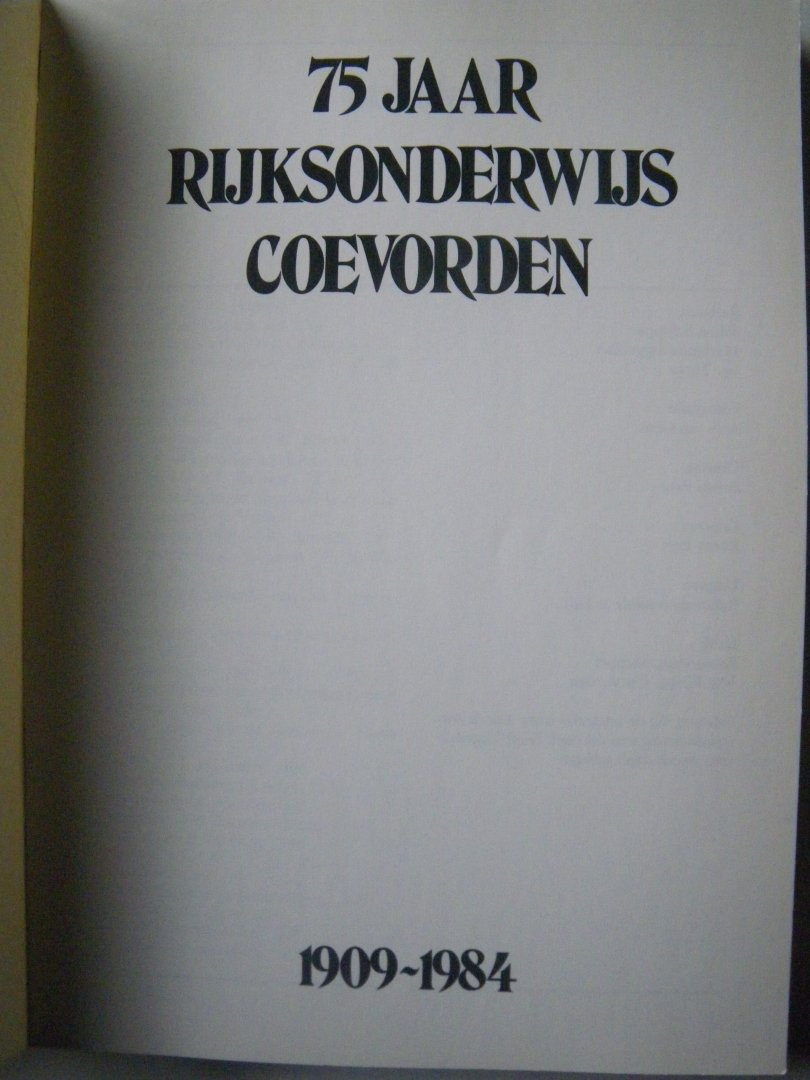 75 JAAR
RIJKSONDERWIJS
COEVORDEN
1909~1984